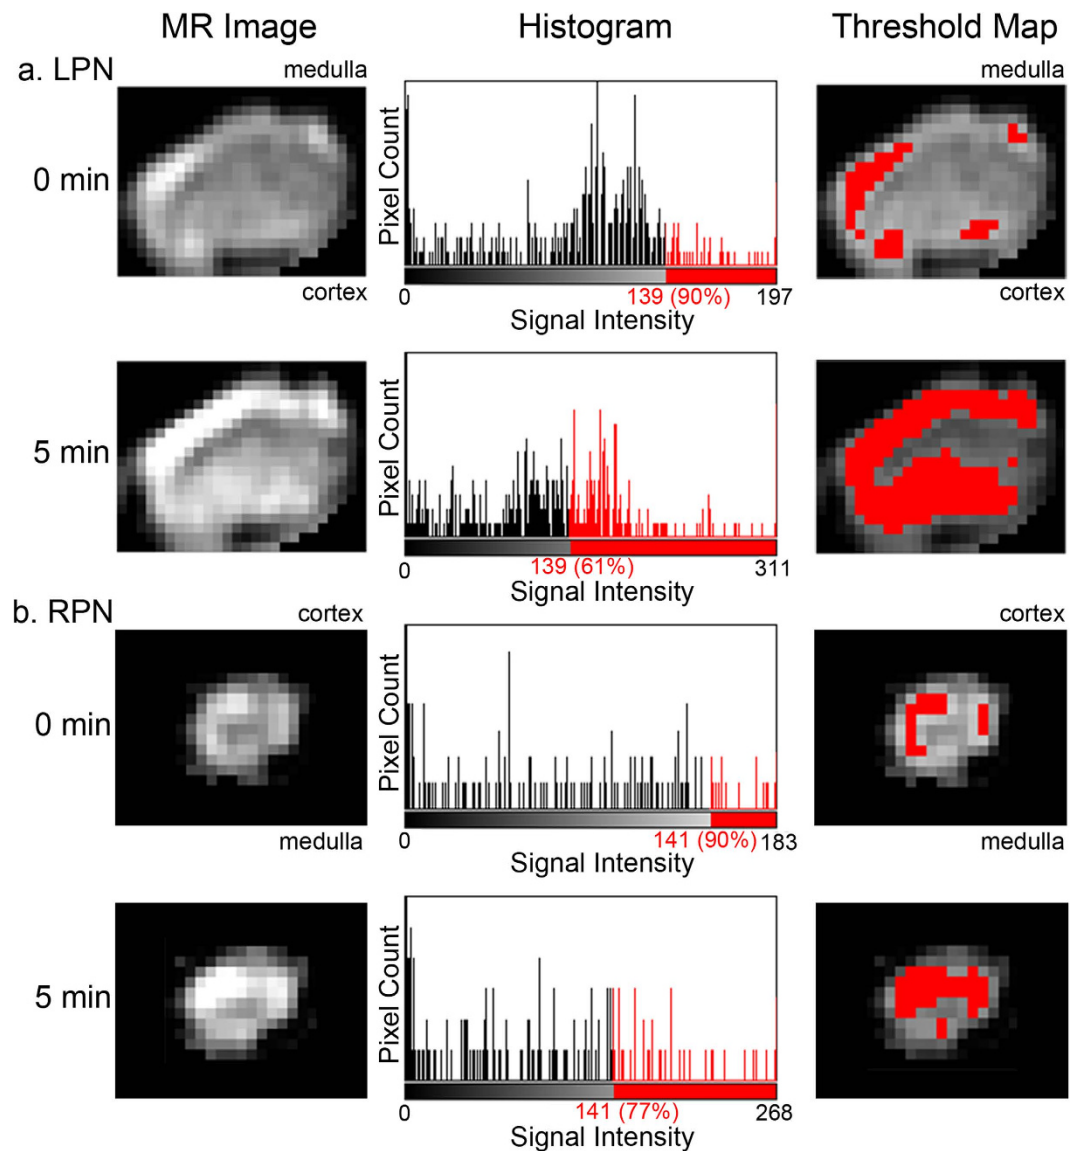 MR Image Histogram Threshold Map
a. LPN
medulla
medulla
0 min
Pixel Count
cortex
0
139 (90%)
197
cortex
Signal Intensity
5 min
Pixel Count
0
139 (61%)
311
Signal Intensity
b. RPN
cortex
cortex
0 min
Pixel Count
medulla
0
141 (90%)
183
medulla
Signal Intensity
5 min
Pixel Count
0
141 (77%)
268
Signal Intensity